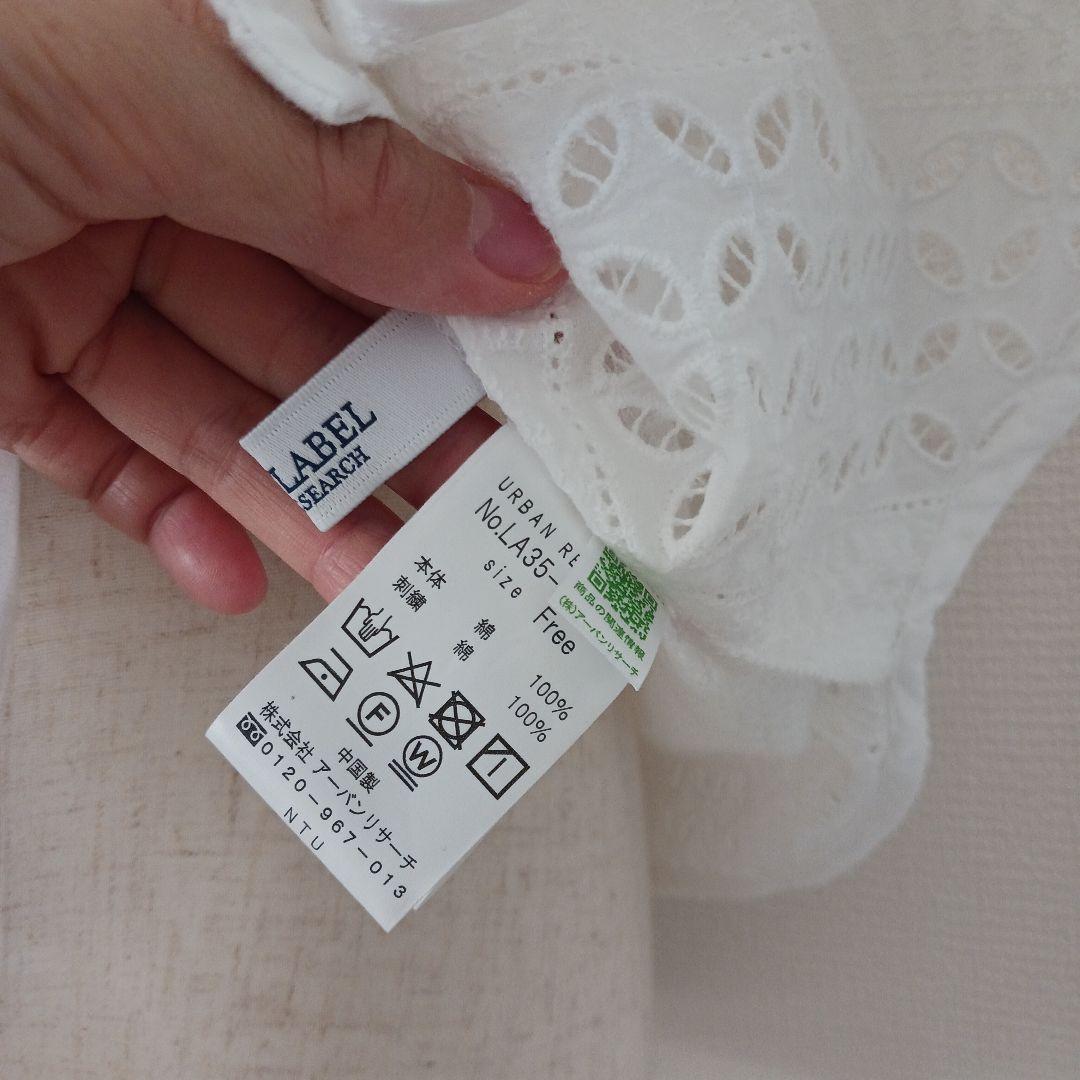 LABEL
SEARCH
URBAN RE
No.LA35-
size Free
本体 綿 100%
刺繍 綿 100%
F
W
中国製
株式会社 アーバンリサーチ
0120-967-013
NTU
商品の関連情報
(株)アーバンリサーチ